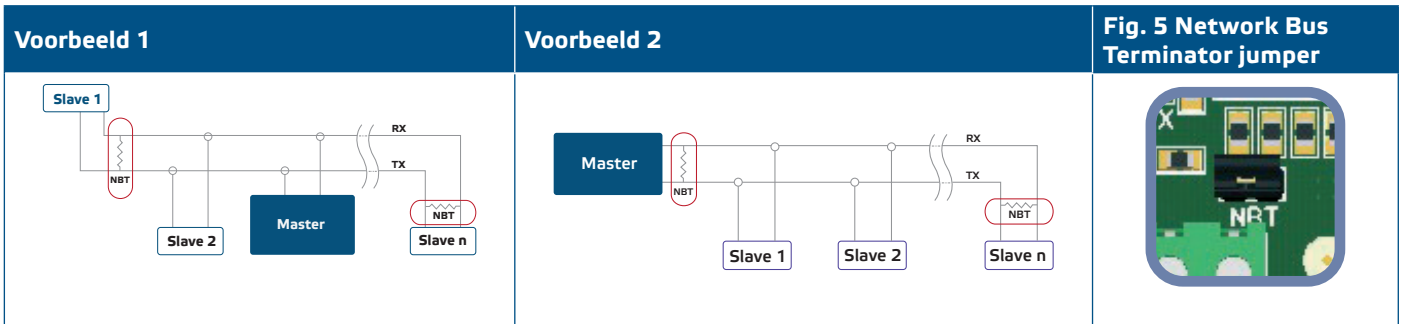 Voorbeeld 1
Slave 1
RX
TX
NBT
Slave 2
Master
NBT
Slave n
Voorbeeld 2
Master
RX
TX
NBT
Slave 1
Slave 2
NBT
Slave n
Fig. 5 Network Bus
Terminator jumper
X
NBT